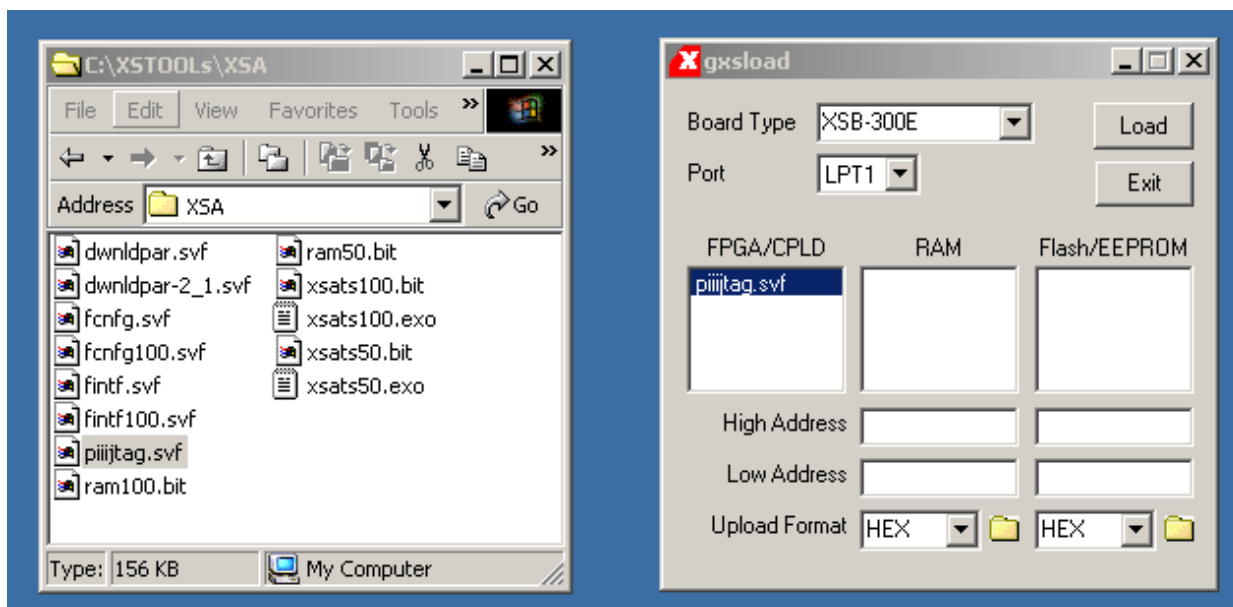 C:\XSTOOLs\XSA
File Edit View Favorites Tools »
»
Address XSA Go
dwnldpar.svf
dwnldpar-2_1.svf
fcnfg.svf
fcnfg100.svf
fintf.svf
fintf100.svf
piiijtag.svf
ram100.bit
ram50.bit
xsats100.bit
xsats100.exo
xsats50.bit
xsats50.exo
Type: 156 KB My Computer
X gxsload
Board Type XSB-300E Load
Port LPT1 Exit
FPGA/CPLD RAM Flash/EEPROM
piiijtag.svf
High Address
Low Address
Upload Format HEX HEX